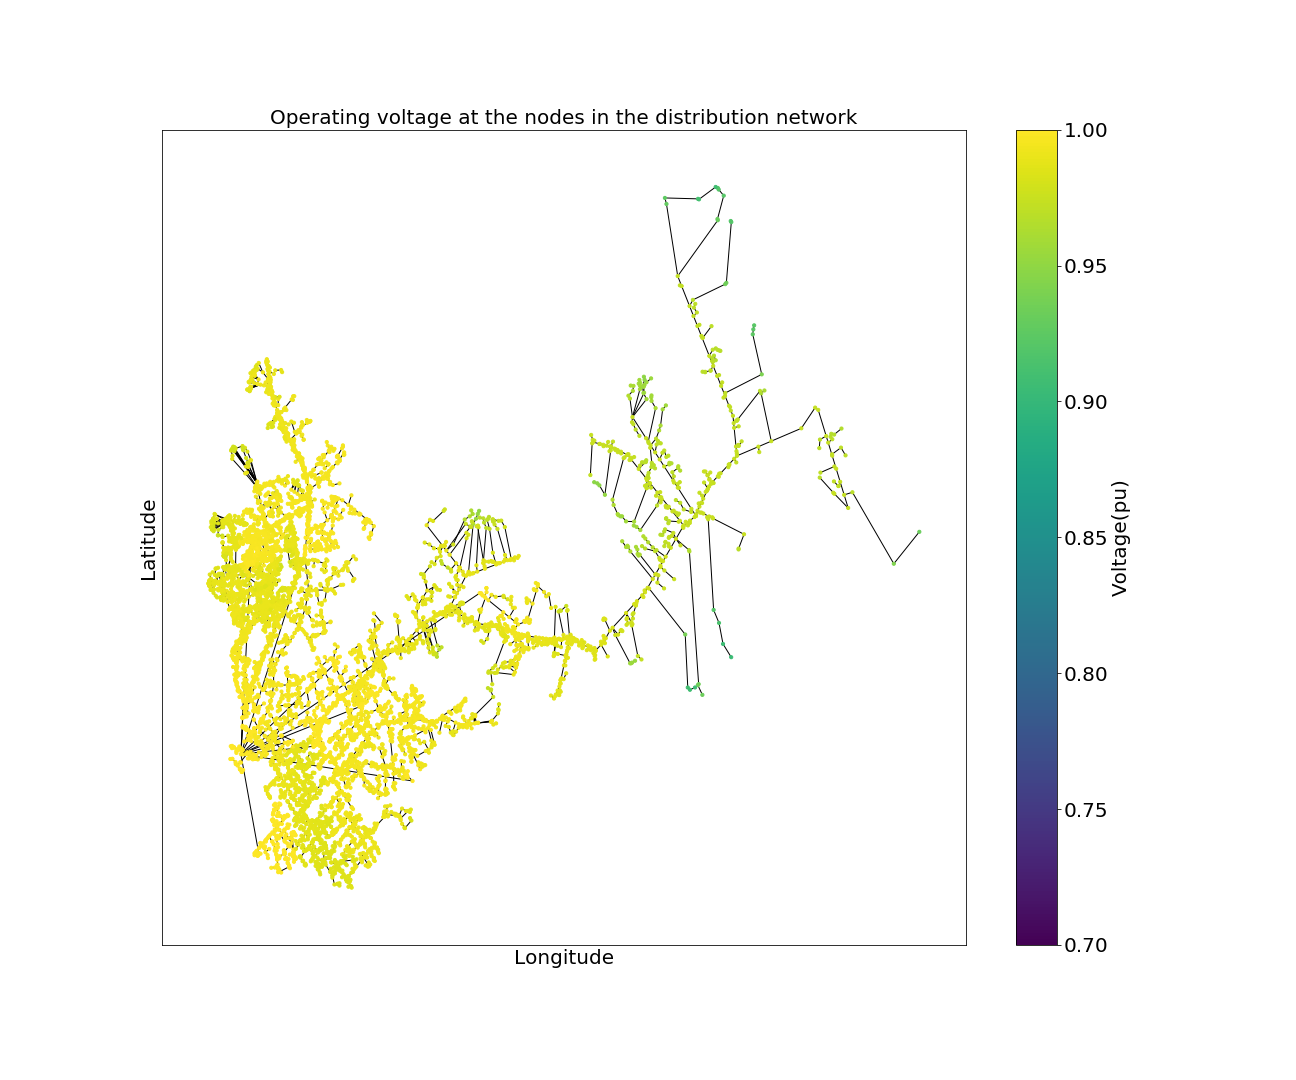 Operating voltage at the nodes in the distribution network
Latitude
Longitude
1.00
0.95
0.90
0.85
0.80
0.75
0.70
Voltage(pu)